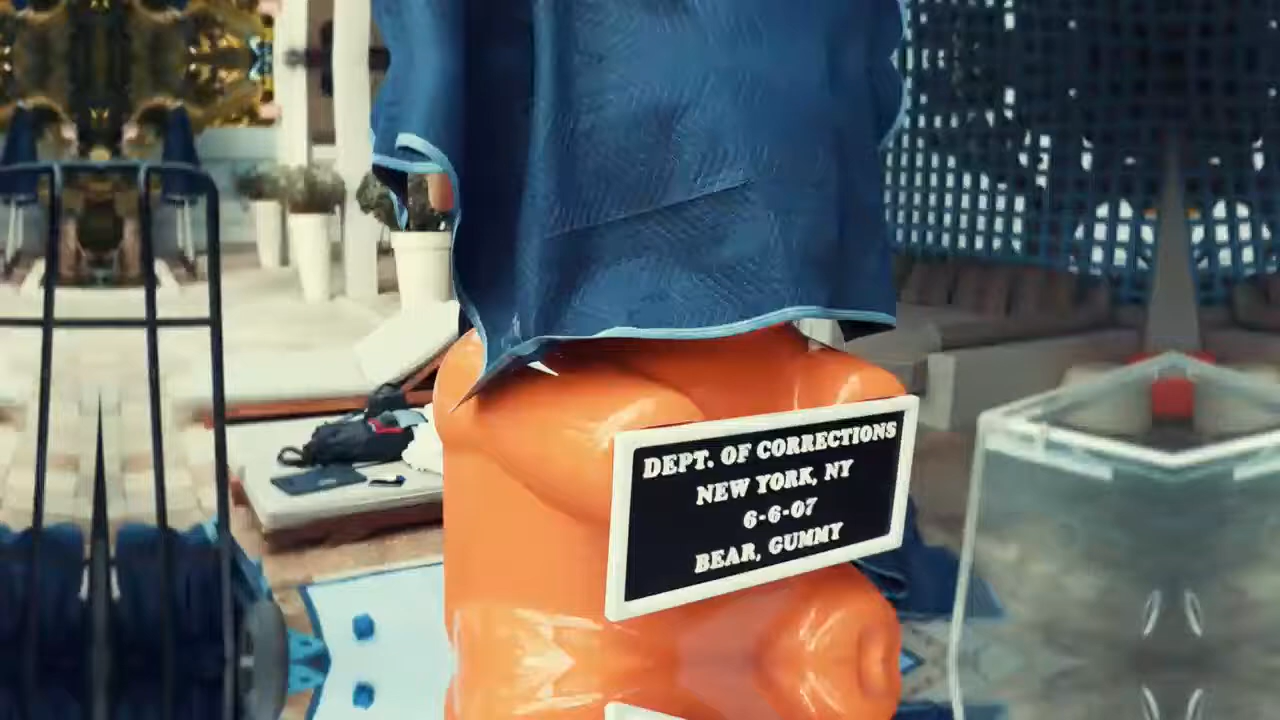 DEPT. OF CORRECTIONS
NEW YORK, NY
6-6-07
BEAR, GUMMY